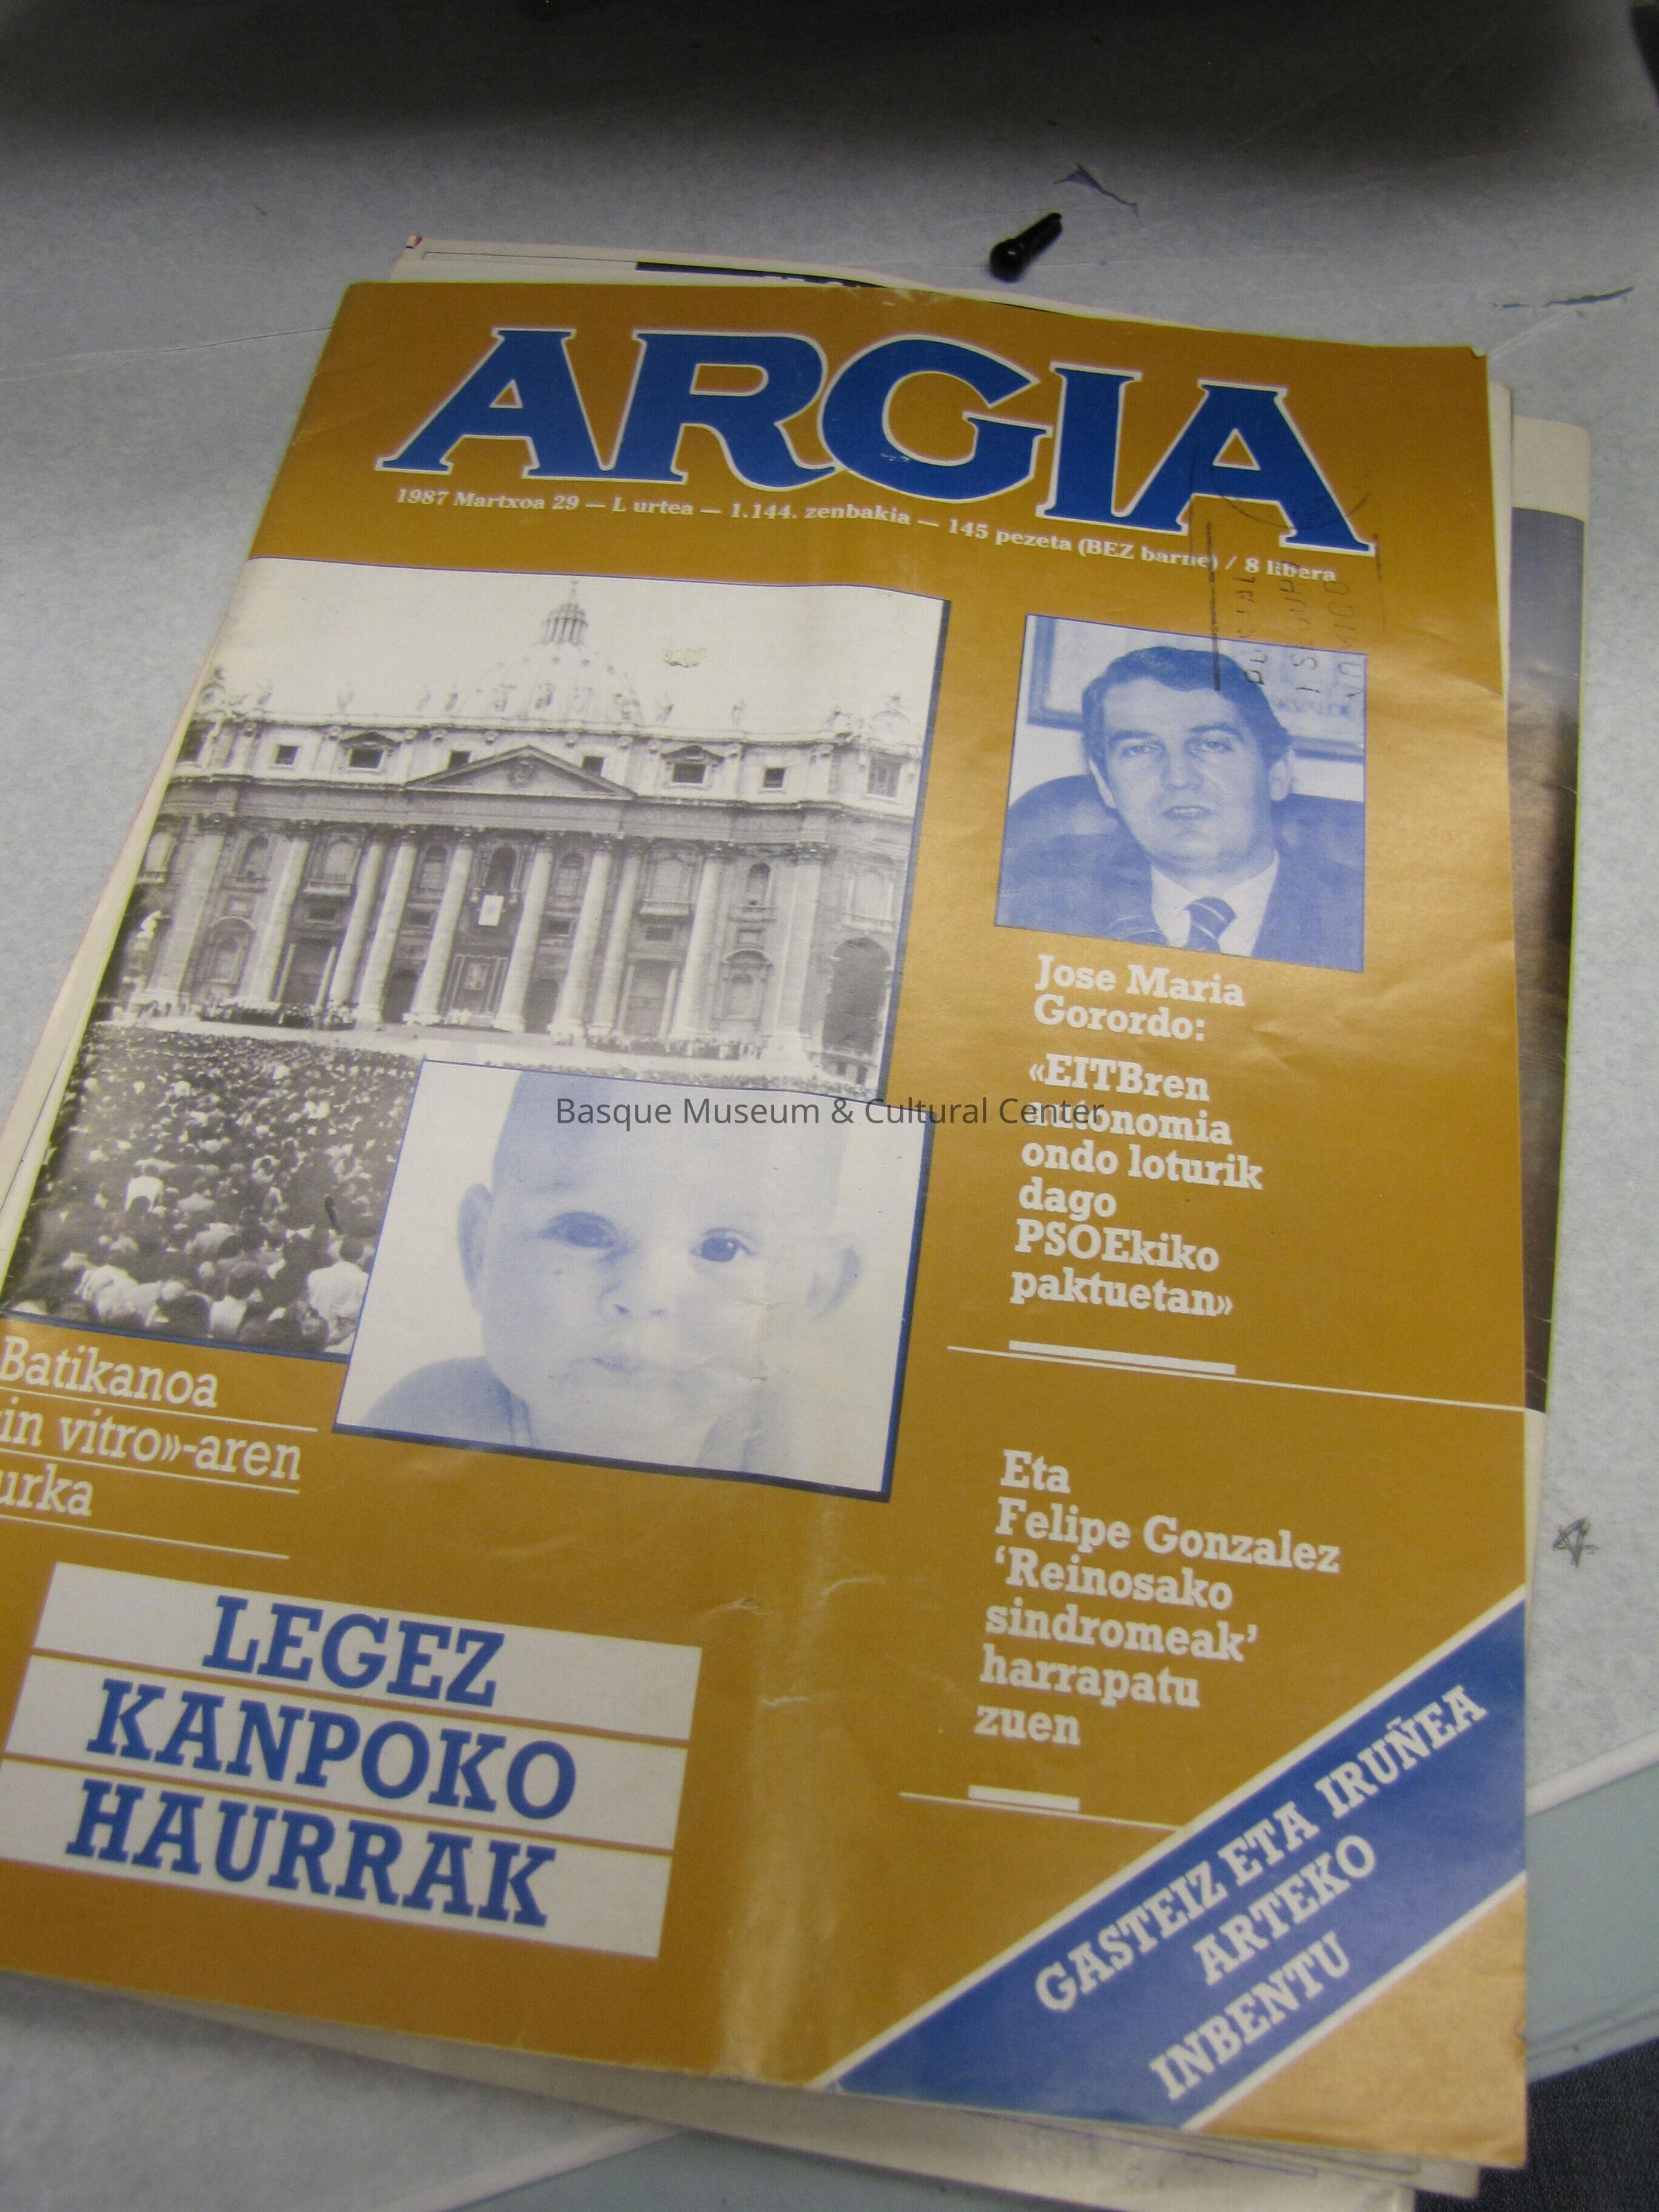 ARGIA
1987 Martxoa 29 — L urtea — 1.144. zenbakia — 145 pezeta (BEZ barne) / 8 libera
Jose Maria
Gorordo:
«EITBren
autonomia
ondo loturik
dago
PSOEkiko
paktuetan»
Basque Museum & Cultural Center
Batikanoa
in vitro»-aren
urka
Eta
Felipe Gonzalez
‘Reinosako
sindromeak’
harrapatu
zuen
LEGEZ
KANPOKO
HAURRAK
GASTEIZ ETA IRUÑEA
ARTEKO
INBENTU